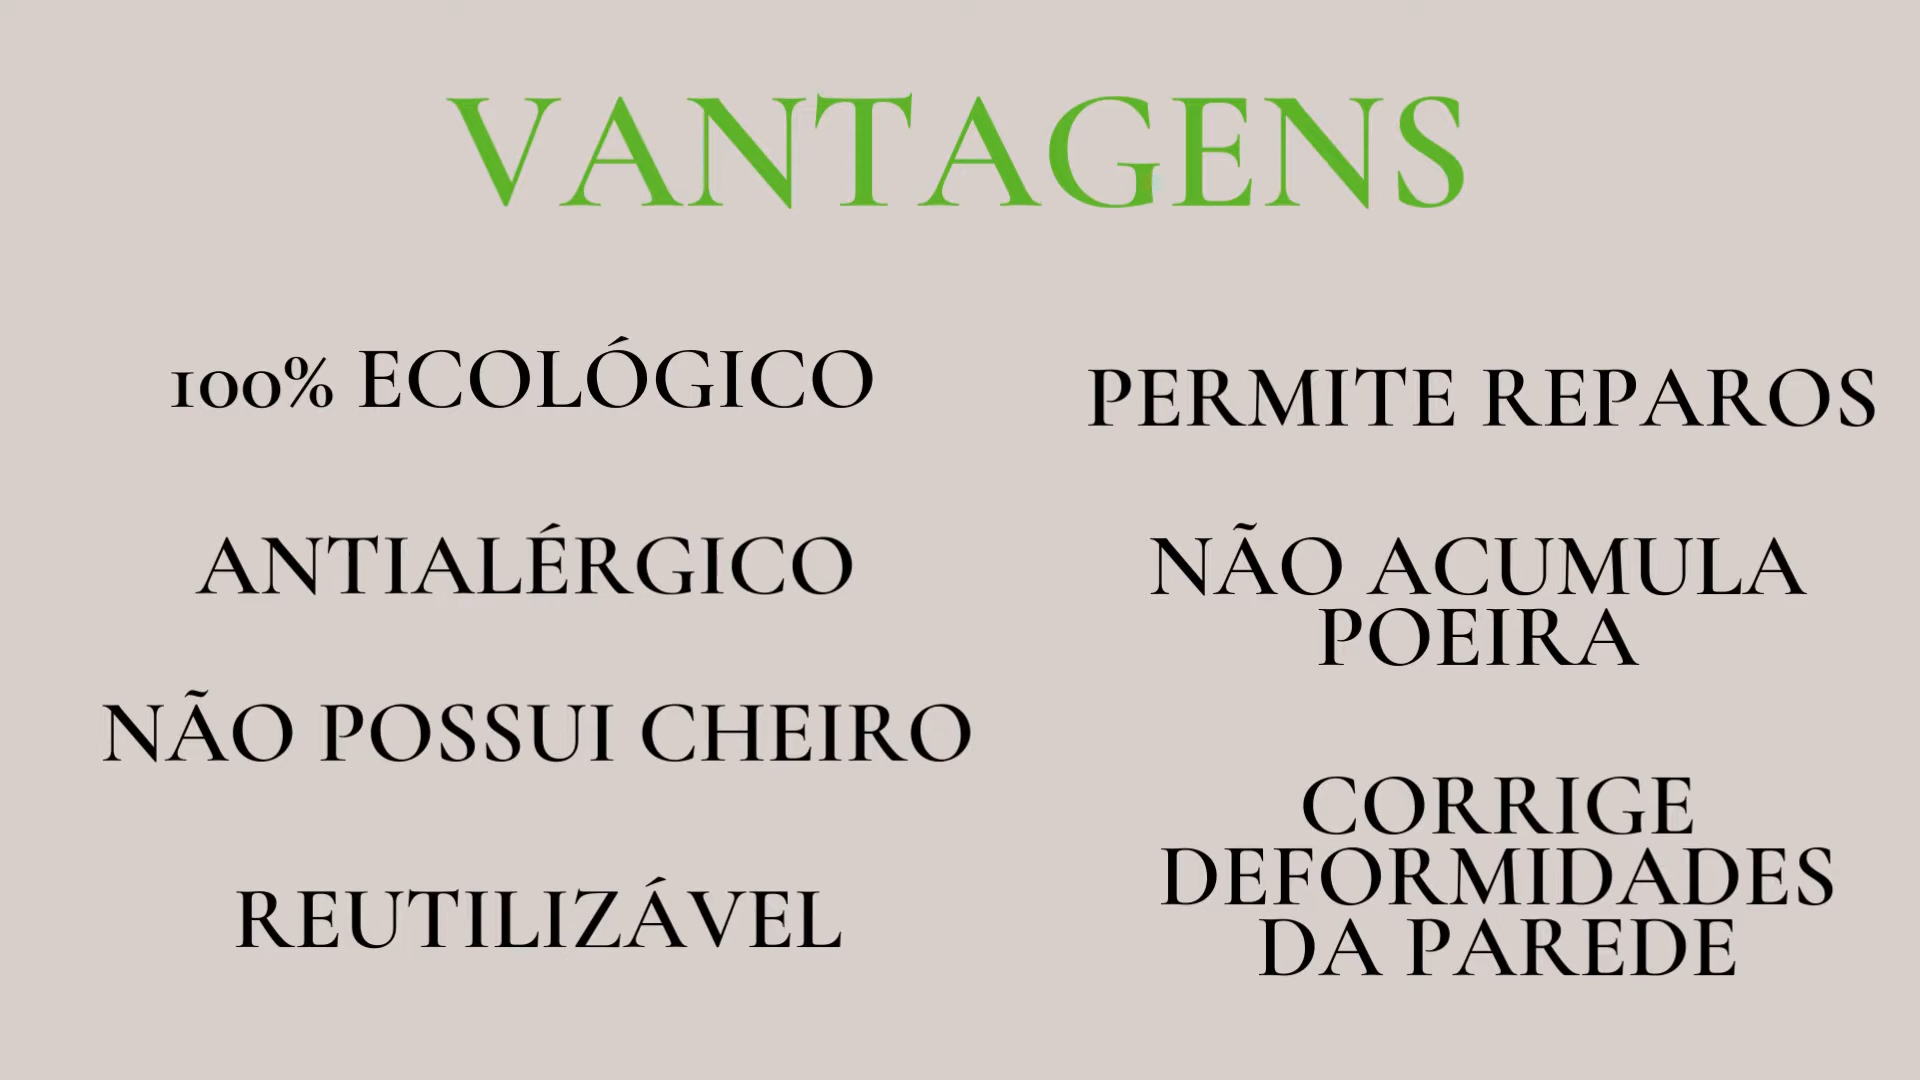 VANTAGENS
100% ECOLÓGICO
ANTIALÉRGICO
NÃO POSSUI CHEIRO
REUTILIZÁVEL
PERMITE REPAROS
NÃO ACUMULA
POEIRA
CORRIGE
DEFORMIDADES
DA PAREDE